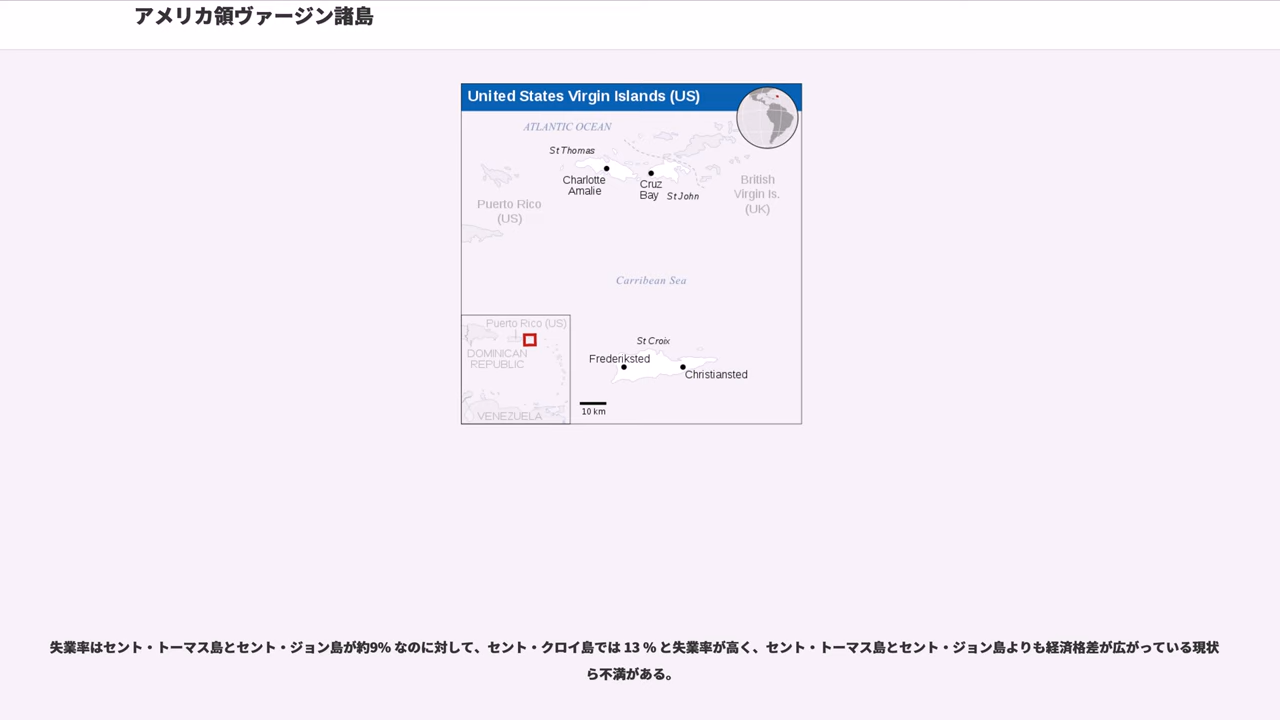 アメリカ領ヴァージン諸島
United States Virgin Islands (US)
ATLANTIC OCEAN
St Thomas
Charlotte
Amalie
Cruz
Bay
St John
British
Virgin Is.
(UK)
Puerto Rico
(US)
Carribean Sea
Puerto Rico (US)
DOMINICAN
REPUBLIC
VENEZUELA
St Croix
Frederiksted
Christiansted
10 km
失業率はセント・トーマス島とセント・ジョン島が約9% なのに対して、セント・クロイ島では 13 % と失業率が高く、セント・トーマス島とセント・ジョン島よりも経済格差が広がっている現状
ら不満がある。